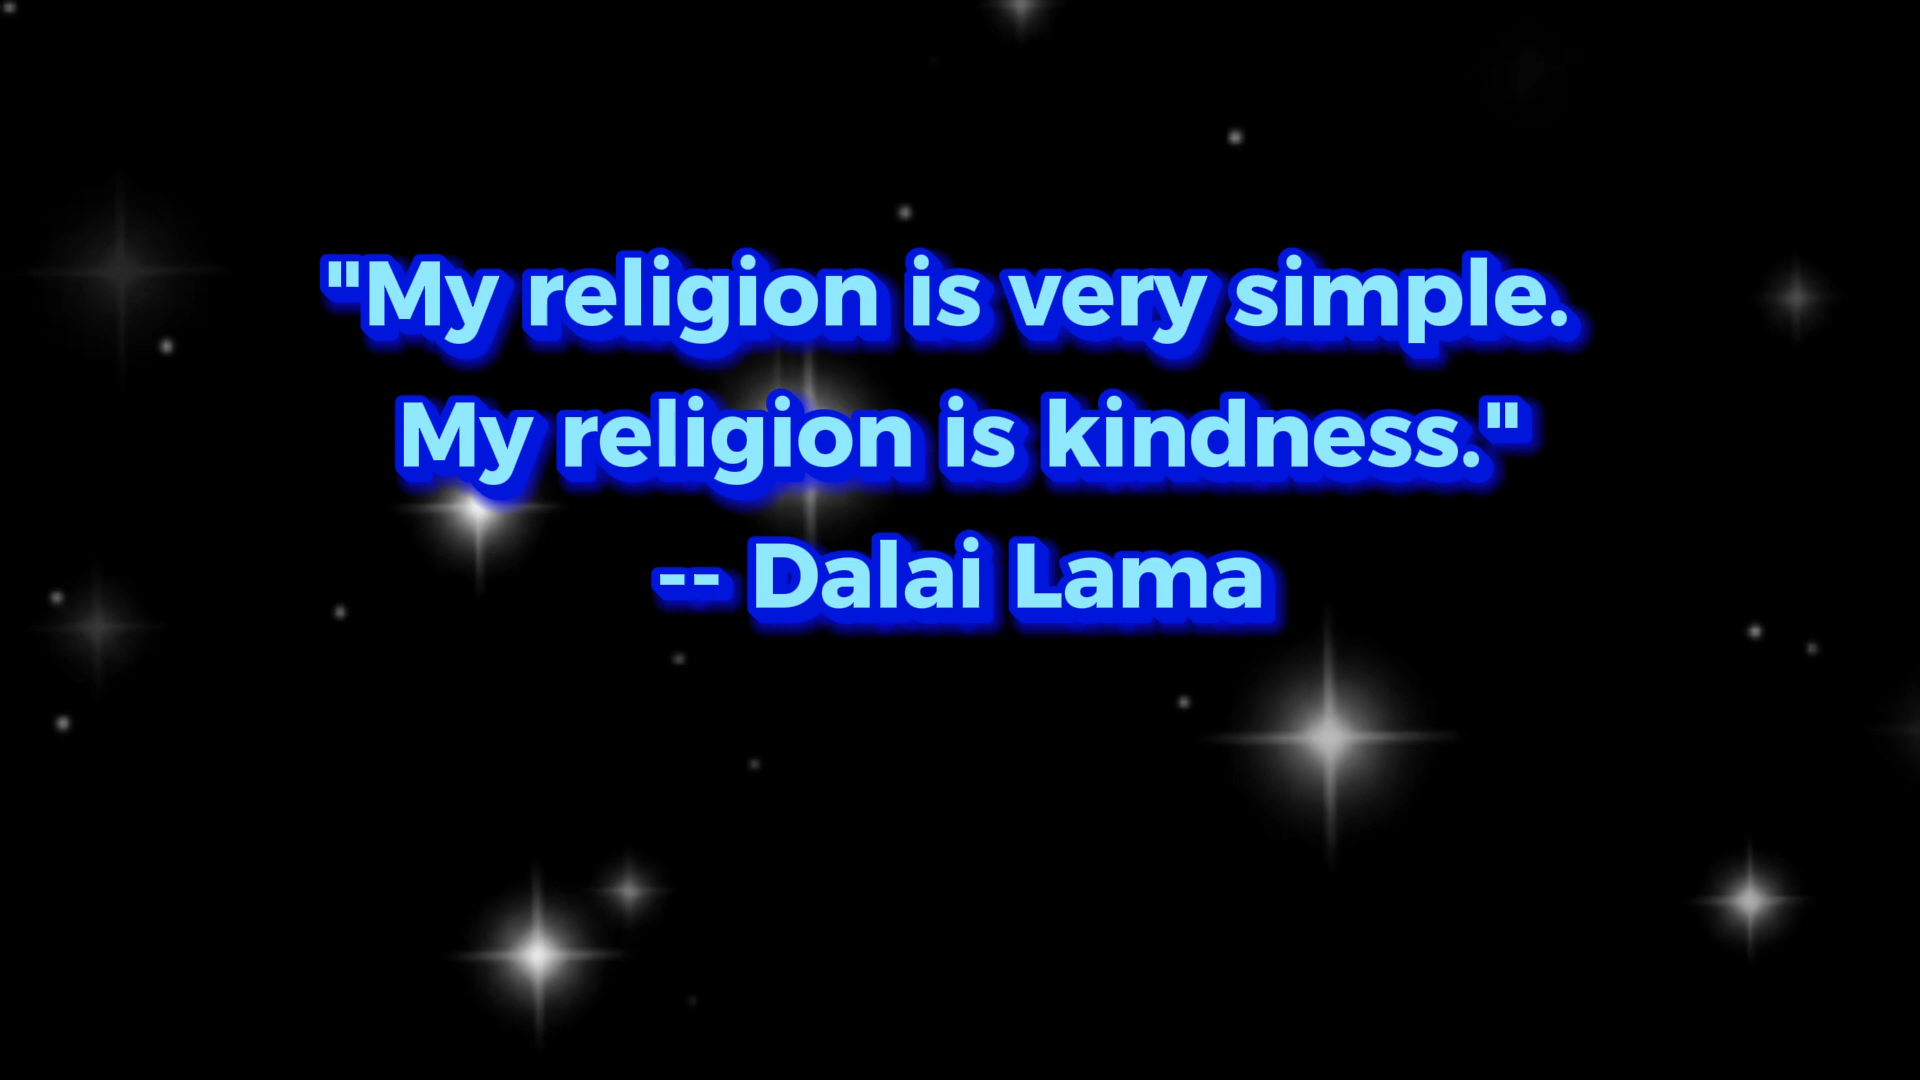 "My religion is very simple.
My religion is kindness."
-- Dalai Lama